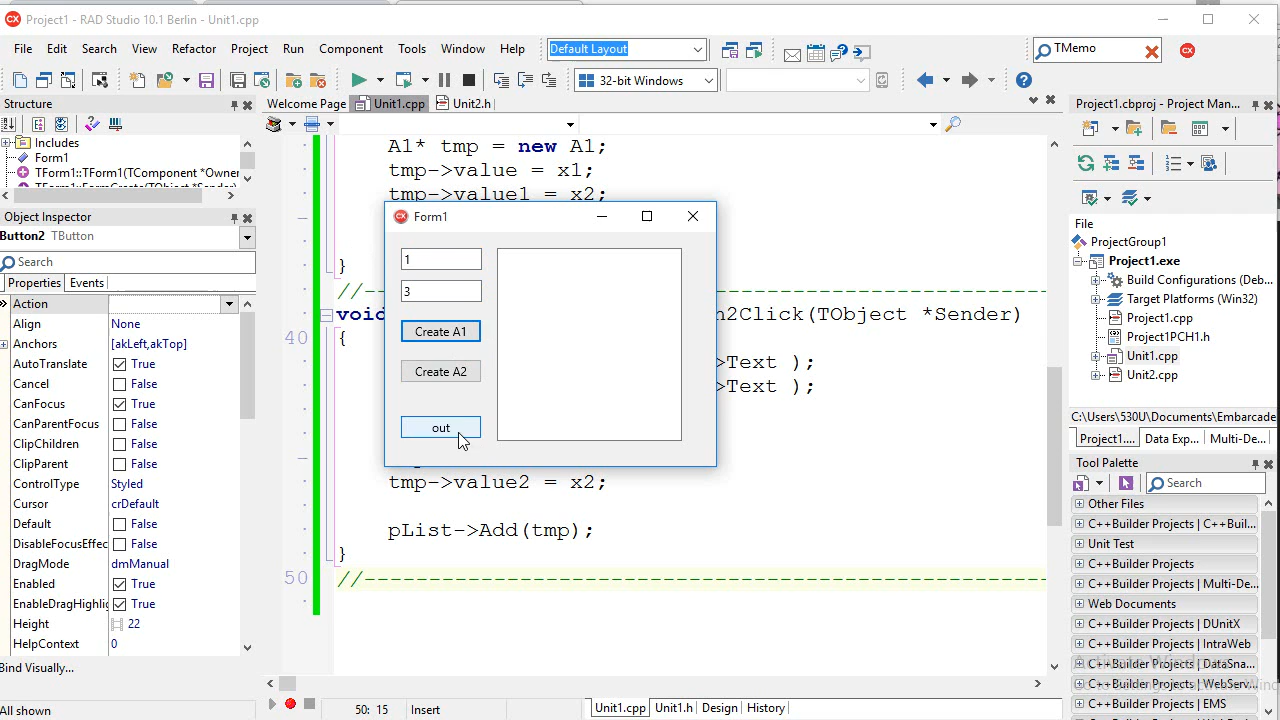 Project1 - RAD Studio 10.1 Berlin - Unit1.cpp
File Edit Search View Refactor Project Run Component Tools Window Help Default Layout TMemo
32-bit Windows
Structure
Includes
Form1
TForm1::TForm1(TComponent *Owner
Object Inspector
Button2 TButton
Search
Properties Events
Action
Align None
Anchors [akLeft,akTop]
AutoTranslate True
Cancel False
CanFocus True
CanParentFocus False
ClipChildren False
ClipParent False
ControlType Styled
Cursor crDefault
Default False
DisableFocusEffec False
DragMode dmManual
Enabled True
EnableDragHighlig True
Height 22
HelpContext 0
Bind Visually...
All shown
Welcome Page Unit1.cpp Unit2.h
A1* tmp = new A1;
tmp->value = x1;
tmp->value1 = x2;
}
//--
void n2Click(TObject *Sender)
40 {
>Text );
>Text );
tmp->value2 = x2;
pList->Add(tmp);
}
50 //--------------------------------------------------
50: 15 Insert Unit1.cpp Unit1.h Design History
Form1
1
3
Create A1
Create A2
out
Project1.cbproj - Project Man...
File
ProjectGroup1
Project1.exe
Build Configurations (Deb...
Target Platforms (Win32)
Project1.cpp
Project1PCH1.h
Unit1.cpp
Unit2.cpp
C:\Users\530U\Documents\Embarcade
Project1.... Data Exp... Multi-De...
Tool Palette
Search
Other Files
C++Builder Projects | C++Buil...
Unit Test
C++Builder Projects
C++Builder Projects | Multi-De...
Web Documents
C++Builder Projects | DUnitX
C++Builder Projects | IntraWeb
C++Builder Projects | DataSna...
C++Builder Projects | WebServ...
C++Builder Projects | EMS